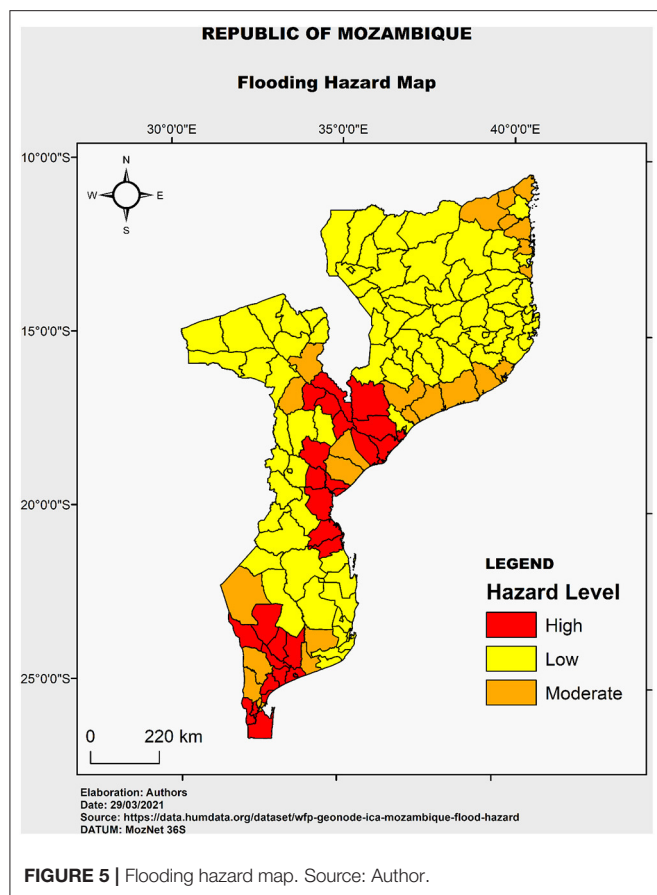 REPUBLIC OF MOZAMBIQUE
Flooding Hazard Map
30°0'0"E 35°0'0"E 40°0'0"E
10°0'0"S
N
W E
S
15°0'0"S
20°0'0"S
25°0'0"S
LEGEND
Hazard Level
High
Low
Moderate
0 220 km
Elaboration: Authors
Date: 29/03/2021
Source: https://data.humdata.org/dataset/wfp-geonode-ica-mozambique-flood-hazard
DATUM: MozNet 36S
FIGURE 5 | Flooding hazard map. Source: Author.